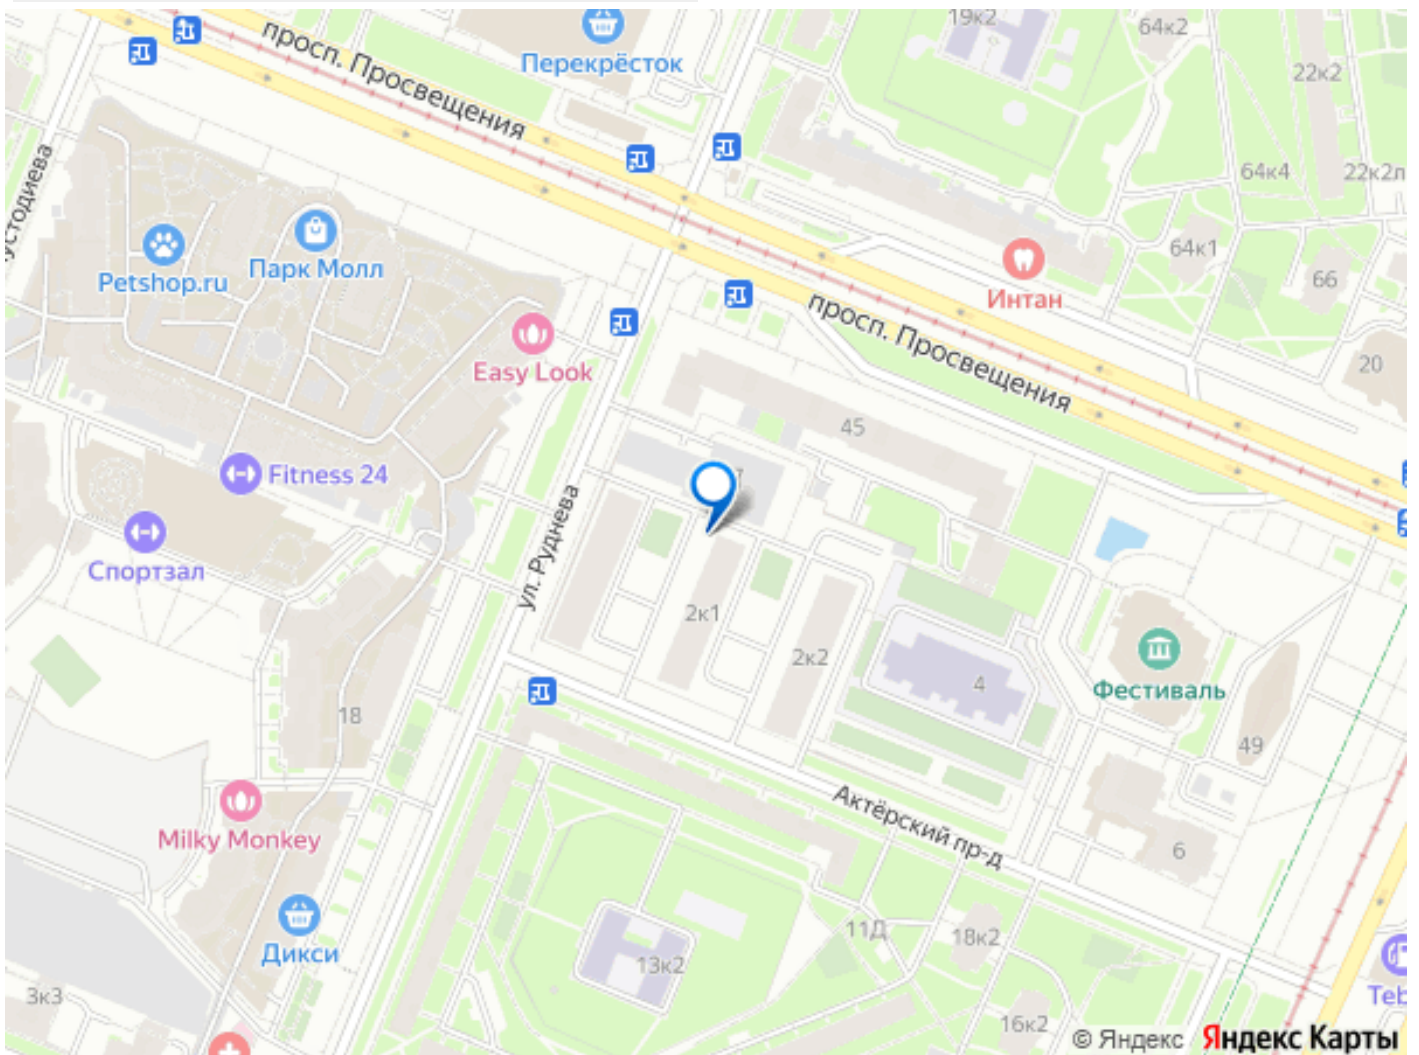 19к2
64к2
просп. Просвещения
Перекрёсток
22к2
64к4
22к2л
64к1
Парк Молл
Petshop.ru
66
Интан
просп. Просвещения
Easy Look
20
45
Fitness 24
7
ул. Руднева
Спортзал
2к1
2к2
4
Фестиваль
18
49
Актёрский пр-д
Milky Monkey
6
11Д
18к2
Дикси
13к2
3к3
Teb
16к2
© Яндекс Яндекс Карты